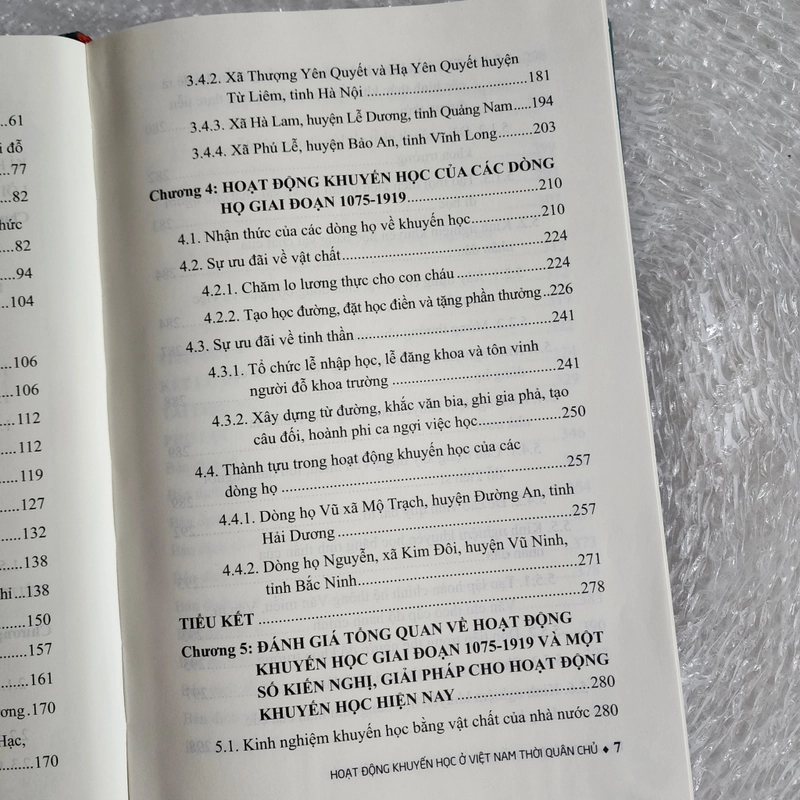 ...61
i đỗ
...77
...82
hức
...82
...94
...104
...106
...106
...112
...112
...119
...127
...132
...138
hỉ...138
...150
...157
...161
ơng...170
Hạc,
...170
3.4.2. Xã Thượng Yên Quyết và Hạ Yên Quyết huyện
Từ Liêm, tỉnh Hà Nội...181
3.4.3. Xã Hà Lam, huyện Lễ Dương, tỉnh Quảng Nam.....194
3.4.4. Xã Phú Lễ, huyện Bảo An, tỉnh Vĩnh Long...203
Chương 4: HOẠT ĐỘNG KHUYẾN HỌC CỦA CÁC DÒNG
HỌ GIAI ĐOẠN 1075-1919...210
4.1. Nhận thức của các dòng họ về khuyến học...210
4.2. Sự ưu đãi về vật chất...224
4.2.1. Chăm lo lương thực cho con cháu...224
4.2.2. Tạo học đường, đặt học điền và tặng phần thưởng...226
4.3. Sự ưu đãi về tinh thần...241
4.3.1. Tổ chức lễ nhập học, lễ đăng khoa và tôn vinh
người đỗ khoa trường...241
4.3.2. Xây dựng từ đường, khắc văn bia, ghi gia phả, tạo
câu đối, hoành phi ca ngợi việc học...250
4.4. Thành tựu trong hoạt động khuyến học của các
dòng họ...257
4.4.1. Dòng họ Vũ xã Mộ Trạch, huyện Đường An, tỉnh
Hải Dương...257
4.4.2. Dòng họ Nguyễn, xã Kim Đôi, huyện Vũ Ninh,
tỉnh Bắc Ninh...271
TIỂU KẾT...278
Chương 5: ĐÁNH GIÁ TỔNG QUAN VỀ HOẠT ĐỘNG
KHUYẾN HỌC GIAI ĐOẠN 1075-1919 VÀ MỘT
SỐ KIẾN NGHỊ, GIẢI PHÁP CHO HOẠT ĐỘNG
KHUYẾN HỌC HIỆN NAY...280
5.1. Kinh nghiệm khuyến học bằng vật chất của nhà nước 280
HOẠT ĐỘNG KHUYẾN HỌC Ở VIỆT NAM THỜI QUÂN CHỦ ♦ 7